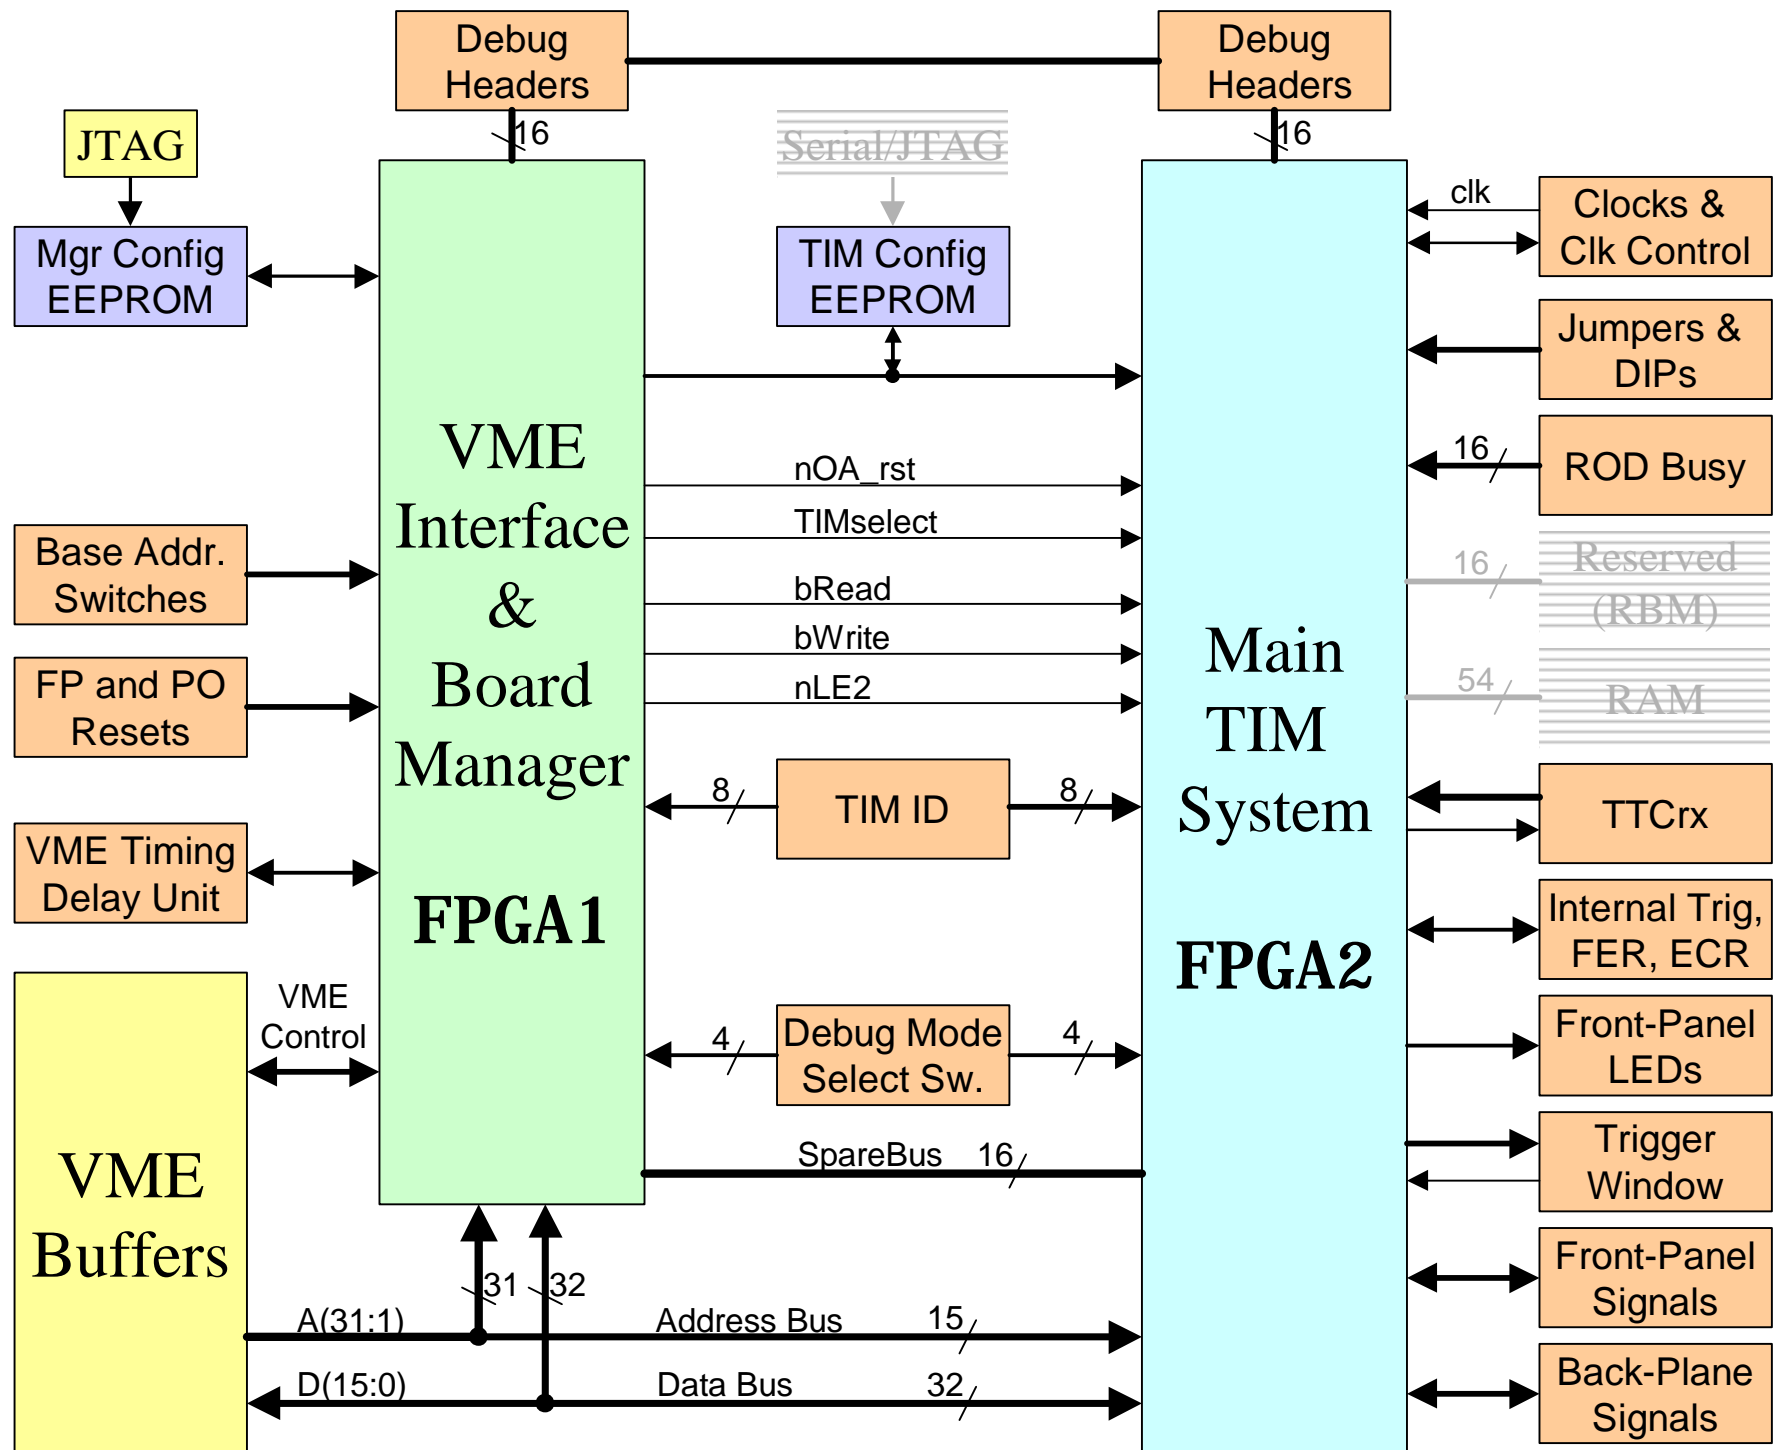 Debug
Headers
Debug
Headers
16
16
JTAG
Serial/JTAG
Mgr Config
EEPROM
TIM Config
EEPROM
clk
Clocks &
Clk Control
Jumpers &
DIPs
16
ROD Busy
VME
Interface
&
Board
Manager
FPGA1
nOA_rst
TIMselect
bRead
bWrite
nLE2
Main
TIM
System
FPGA2
Base Addr.
Switches
16
Reserved
(RBM)
FP and PO
Resets
54
RAM
8
TIM ID
8
TTCrx
VME Timing
Delay Unit
Internal Trig,
FER, ECR
VME
Control
4
Debug Mode
Select Sw.
4
Front-Panel
LEDs
SpareBus 16
Trigger
Window
VME
Buffers
31
32
Front-Panel
Signals
A(31:1)
Address Bus
15
D(15:0)
Data Bus
32
Back-Plane
Signals